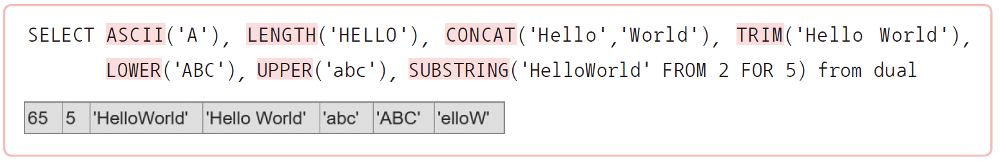 SELECT ASCII('A'), LENGTH('HELLO'), CONCAT('Hello','World'), TRIM('Hello World'),
LOWER('ABC'), UPPER('abc'), SUBSTRING('HelloWorld' FROM 2 FOR 5) from dual
65 5 'HelloWorld' 'Hello World' 'abc' 'ABC' 'elloW'